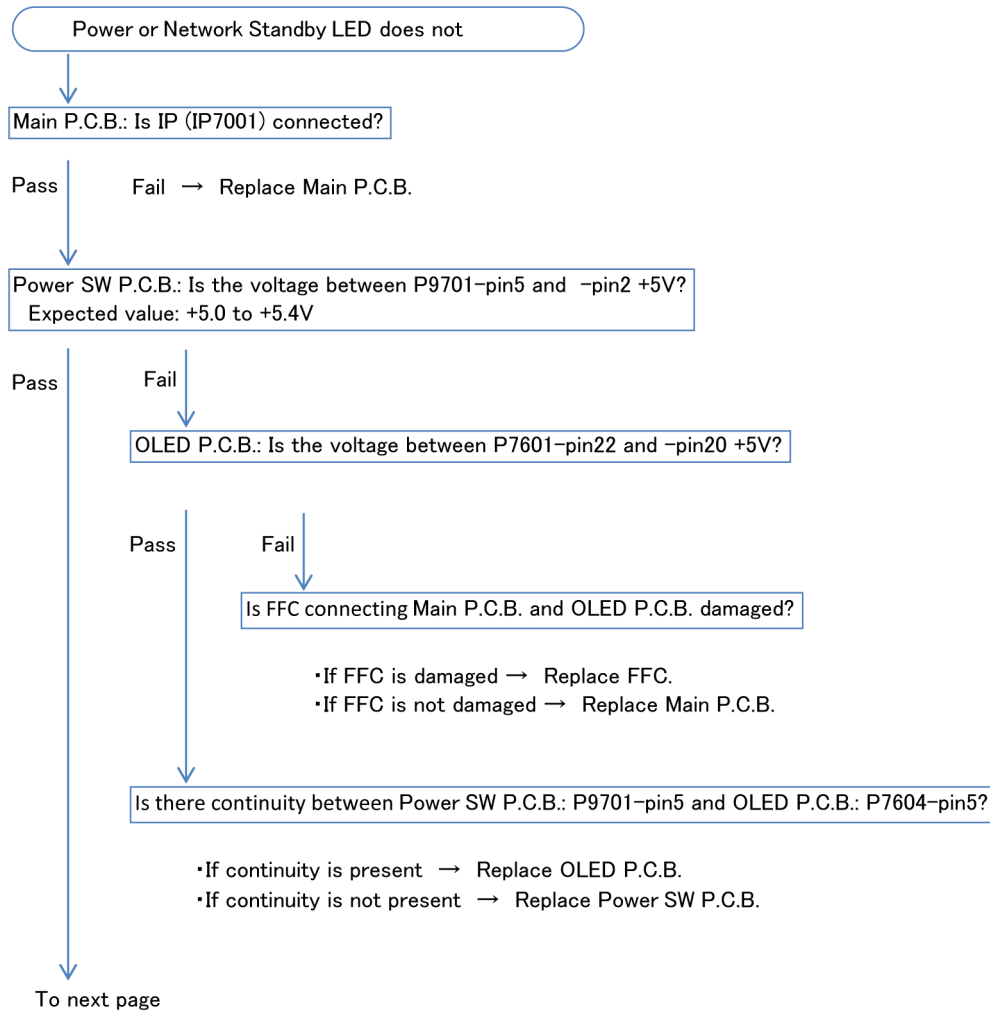 Power or Network Standby LED does not
Main P.C.B.: Is IP (IP7001) connected?
Pass
Fail → Replace Main P.C.B.
Power SW P.C.B.: Is the voltage between P9701-pin5 and -pin2 +5V?
Expected value: +5.0 to +5.4V
Pass
Fail
OLED P.C.B.: Is the voltage between P7601-pin22 and -pin20 +5V?
Pass
Fail
Is FFC connecting Main P.C.B. and OLED P.C.B. damaged?
・If FFC is damaged → Replace FFC.
・If FFC is not damaged → Replace Main P.C.B.
Is there continuity between Power SW P.C.B.: P9701-pin5 and OLED P.C.B.: P7604-pin5?
・If continuity is present → Replace OLED P.C.B.
・If continuity is not present → Replace Power SW P.C.B.
To next page